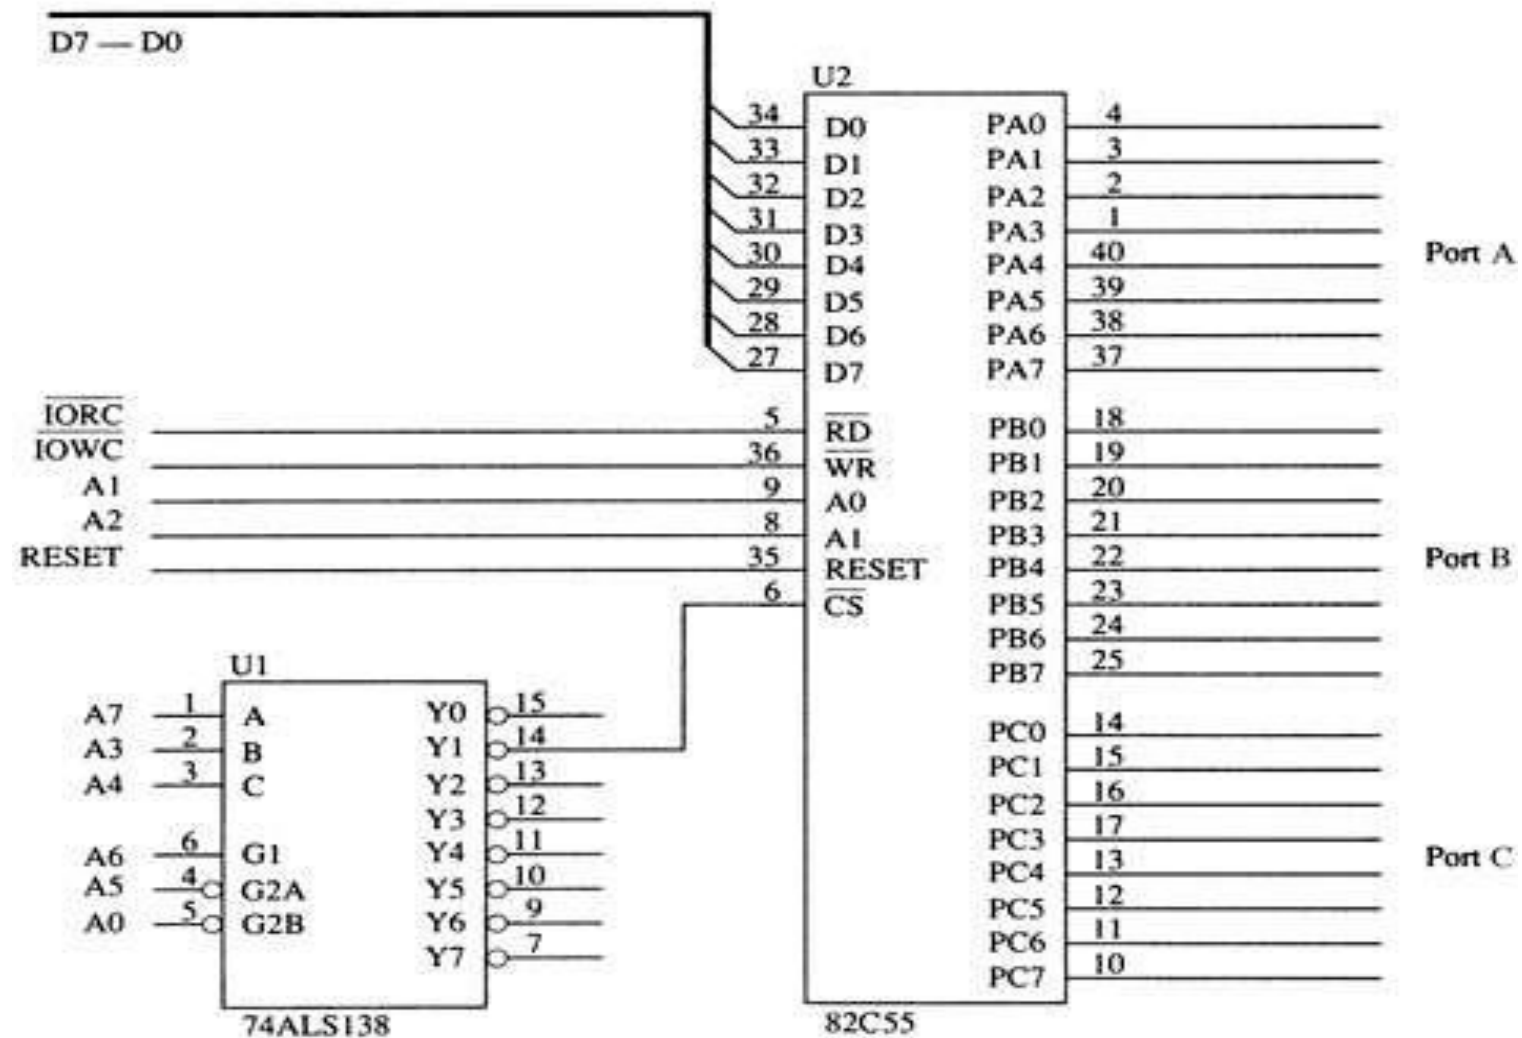 D7 — D0
U2
34 D0 PA0 4
33 D1 PA1 3
32 D2 PA2 2
31 D3 PA3 1
30 D4 PA4 40
29 D5 PA5 39
28 D6 PA6 38
27 D7 PA7 37
Port A
IORC 5 RD PB0 18
IOWC 36 WR PB1 19
A1 9 A0 PB2 20
A2 8 A1 PB3 21
RESET 35 RESET PB4 22
6 CS PB5 23
PB6 24
PB7 25
Port B
U1
A7 1 A Y0 15
A3 2 B Y1 14
A4 3 C Y2 13
Y3 12
A6 6 G1 Y4 11
A5 4 G2A Y5 10
A0 5 G2B Y6 9
Y7 7
74ALS138
PC0 14
PC1 15
PC2 16
PC3 17
PC4 13
PC5 12
PC6 11
PC7 10
Port C
82C55